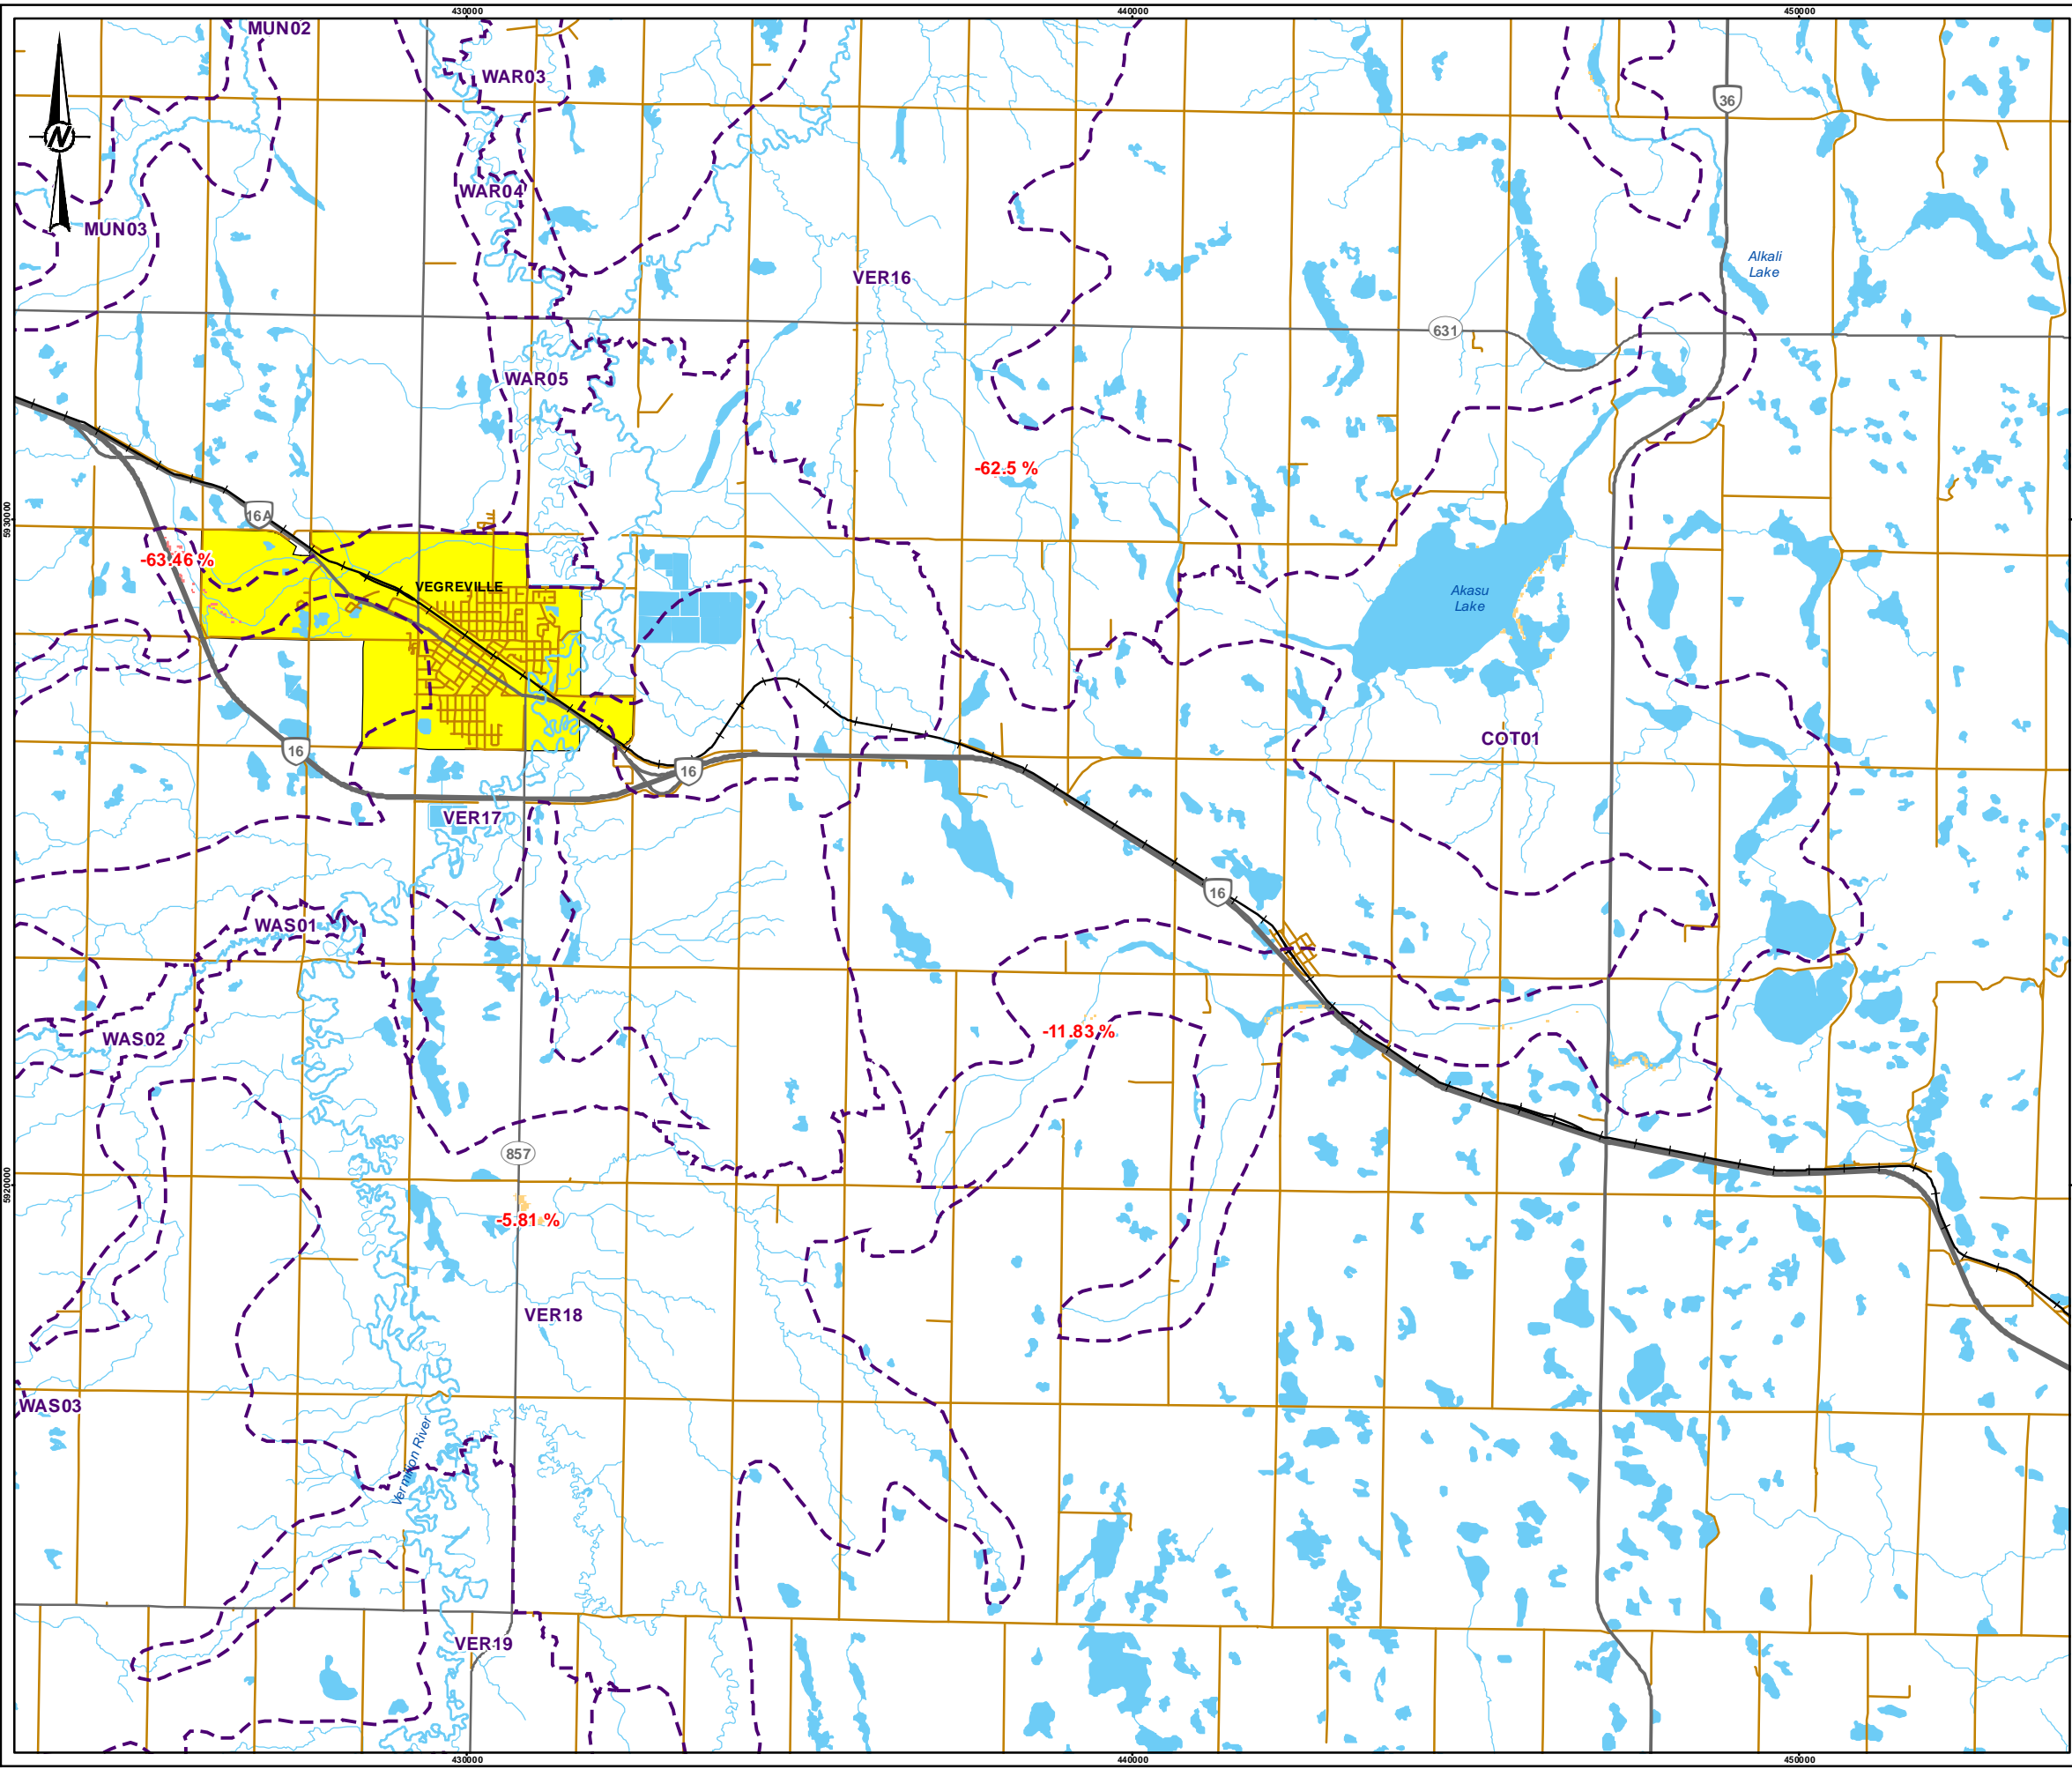 430000
440000
450000
MUN02
WAR03
36
N
WAR04
MUN03
Alkali
Lake
VER16
631
WAR05
-62.5 %
16A
5930000
-63.46 %
VEGREVILLE
Akasu
Lake
COT01
16
16
VER17
16
WAS01
-11.83 %
WAS02
857
5920000
-5.81 %
VER18
WAS03
Vermilion River
VER19
430000
440000
450000